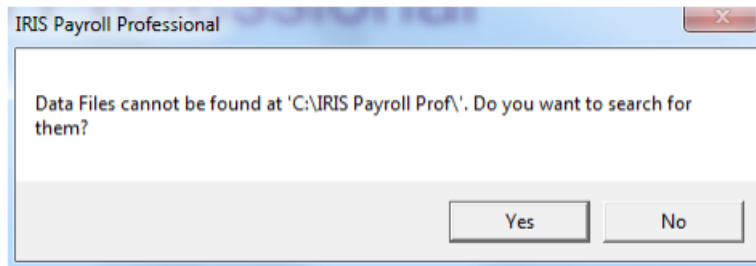 IRIS Payroll Professional
Data Files cannot be found at 'C:\IRIS Payroll Prof\'. Do you want to search for
them?
Yes
No